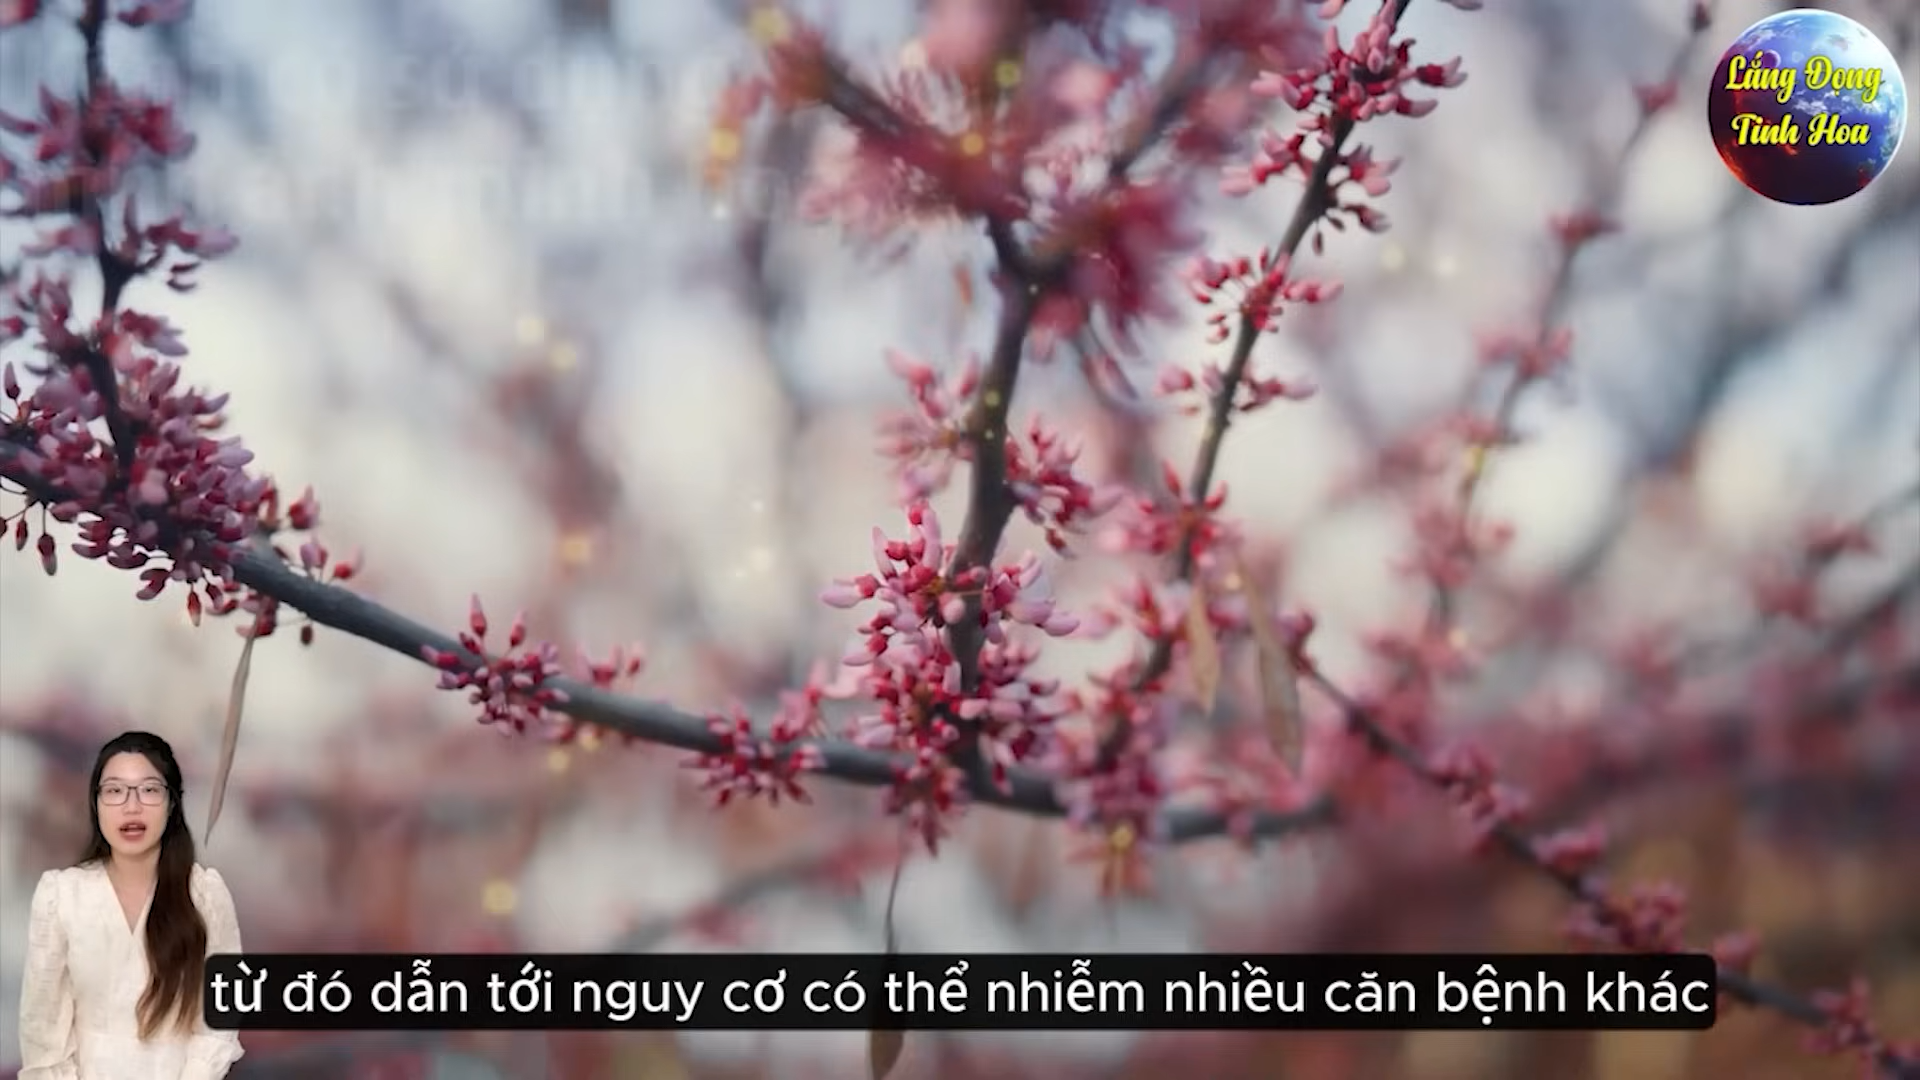 Lắng Đọng
Tinh Hoa
từ đó dẫn tới nguy cơ có thể nhiễm nhiều căn bệnh khác